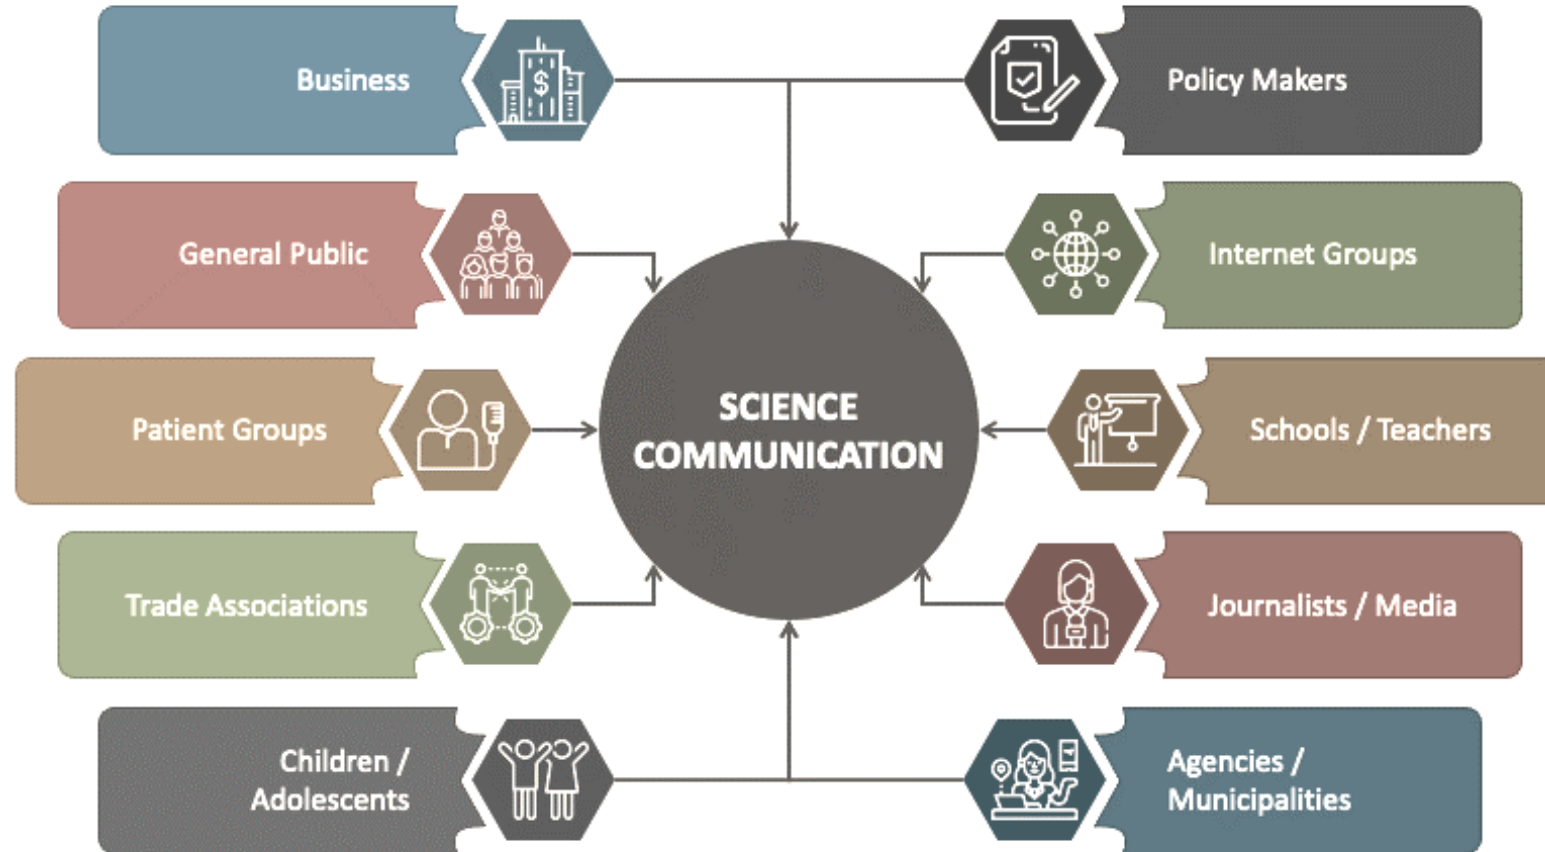 Business
Policy Makers
General Public
Internet Groups
Patient Groups
SCIENCE
COMMUNICATION
Schools / Teachers
Trade Associations
Journalists / Media
Children /
Adolescents
Agencies /
Municipalities
$